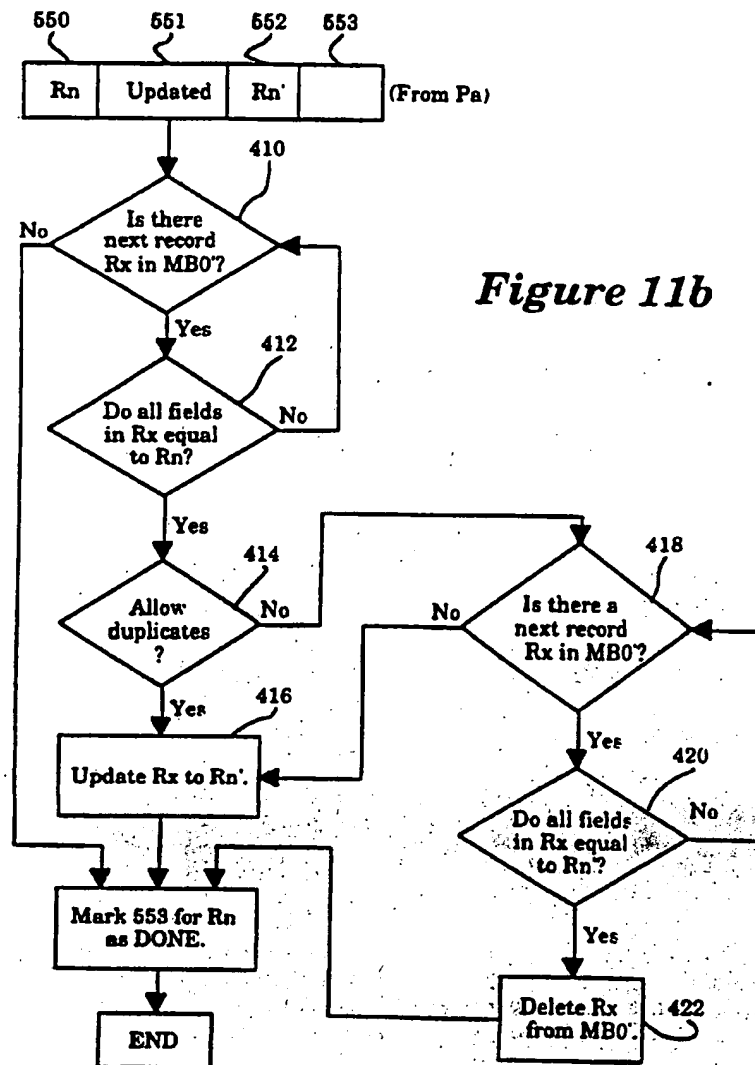 550
551
552
553
Rn
Updated
Rn'
(From Pa)
410
Is there
next record
Rx in MB0'?
No
Yes
Figure 11b
412
Do all fields
in Rx equal
to Rn?
No
Yes
414
Allow
duplicates
?
No
Yes
418
Is there a
next record
Rx in MB0'?
No
Yes
416
Update Rx to Rn'.
420
Do all fields
in Rx equal
to Rn'?
No
Yes
Mark 553 for Rn
as DONE.
Delete Rx
from MB0'.
422
END